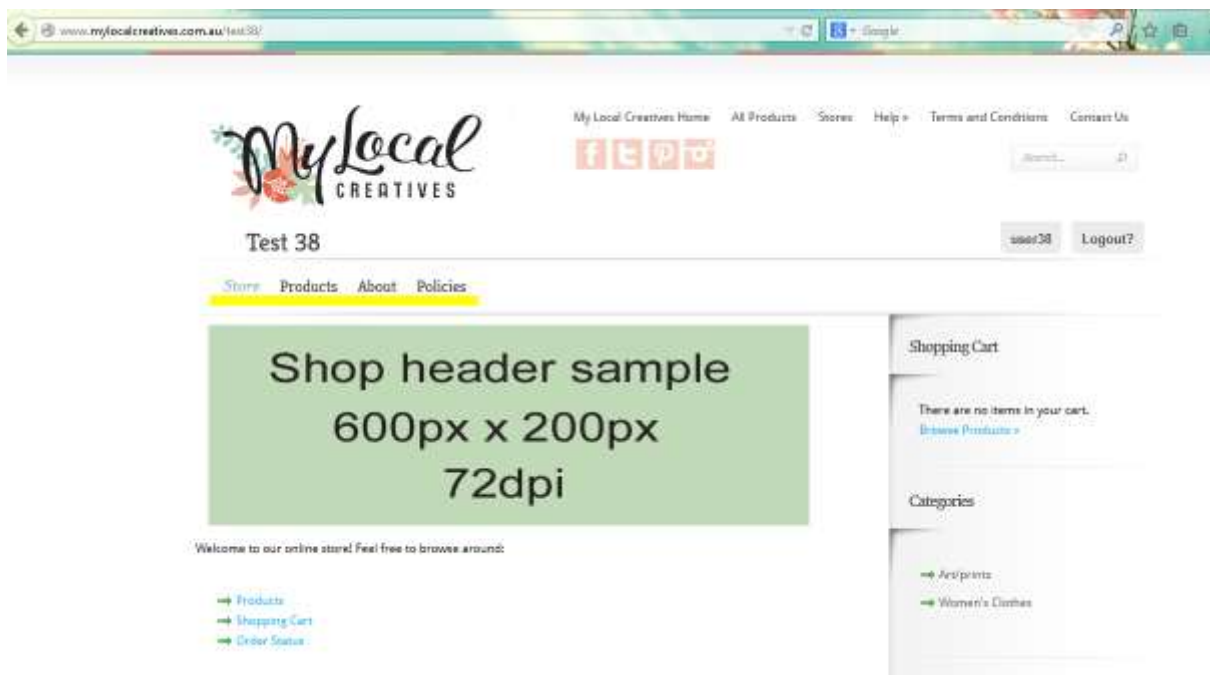 www.mylocalcreatives.com.au/test38/
Google
My Local CREATIVES
My Local Creatives Home All Products Stores Help » Terms and Conditions Contact Us
Search...
Test 38
user38 Logout?
Store Products About Policies
Shop header sample
600px x 200px
72dpi
Shopping Cart
There are no items in your cart.
Browse Products »
Categories
Art/prints
Women's Clothes
Welcome to our online store! Feel free to browse around:
Products
Shopping Cart
Order Status